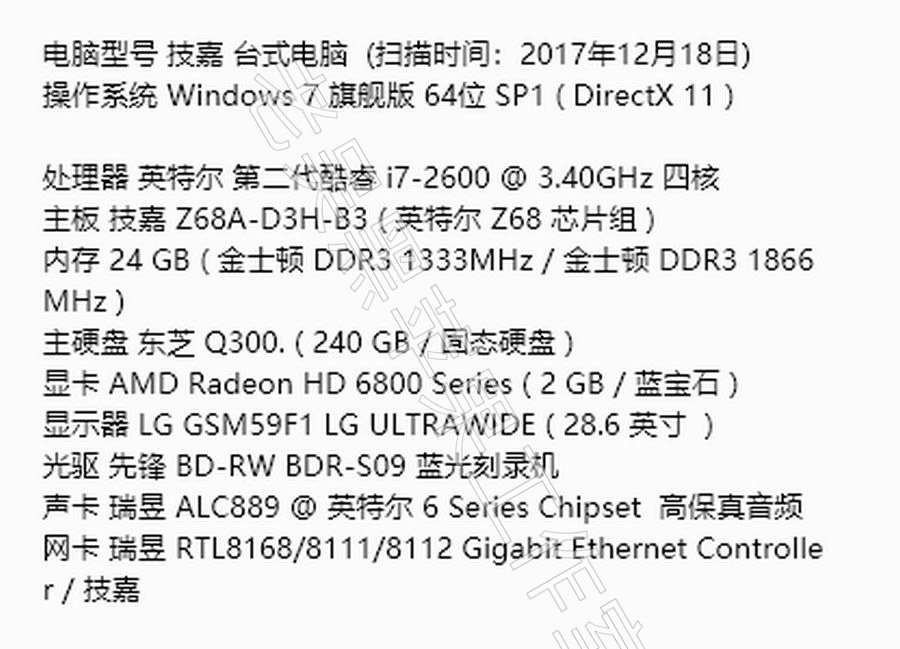 电脑型号 技嘉 台式电脑 (扫描时间：2017年12月18日)
操作系统 Windows 7 旗舰版 64位 SP1 ( DirectX 11 )
处理器 英特尔 第二代酷睿 i7-2600 @ 3.40GHz 四核
主板 技嘉 Z68A-D3H-B3 ( 英特尔 Z68 芯片组 )
内存 24 GB ( 金士顿 DDR3 1333MHz / 金士顿 DDR3 1866
MHz )
主硬盘 东芝 Q300. ( 240 GB / 固态硬盘 )
显卡 AMD Radeon HD 6800 Series ( 2 GB / 蓝宝石 )
显示器 LG GSM59F1 LG ULTRAWIDE ( 28.6 英寸 )
光驱 先锋 BD-RW BDR-S09 蓝光刻录机
声卡 瑞昱 ALC889 @ 英特尔 6 Series Chipset 高保真音频
网卡 瑞昱 RTL8168/8111/8112 Gigabit Ethernet Controlle
r / 技嘉